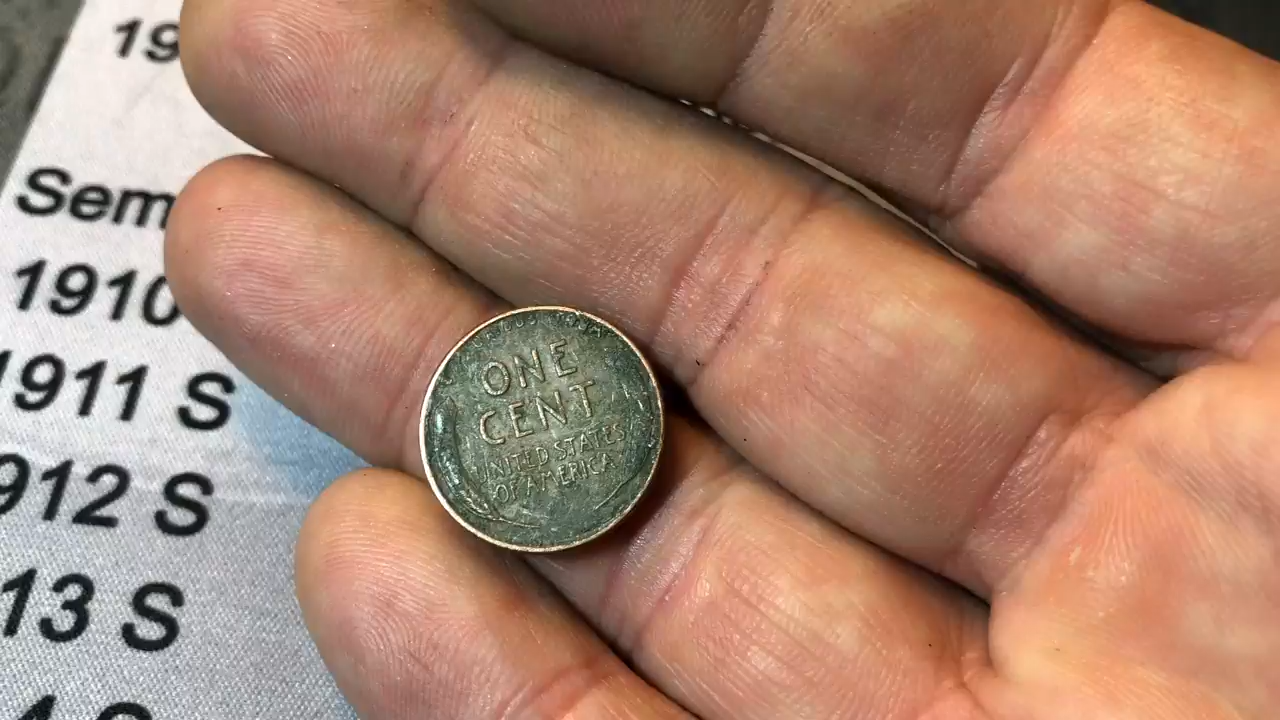 19
Sem
1910
1911 S
912 S
13 S
ONE
CENT
UNITED STATES
OF AMERICA